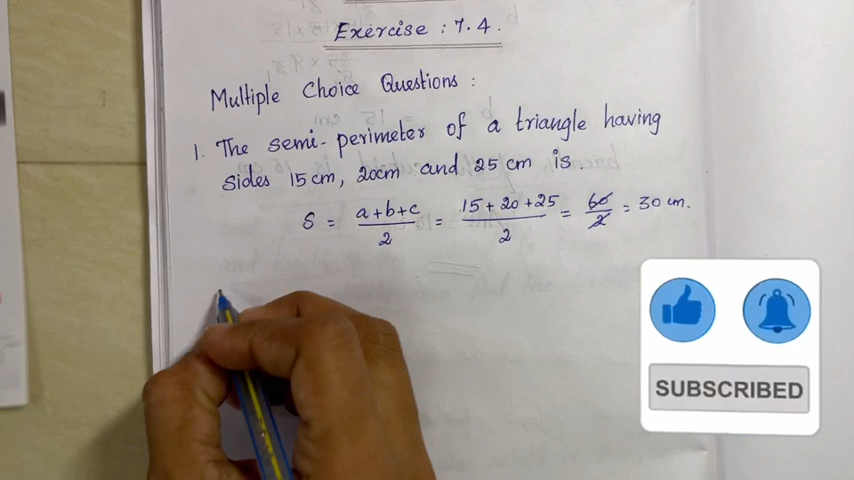 Exercise : 7.4.
Multiple Choice Questions :
1. The semi-perimeter of a triangle having
sides 15 cm, 20cm and 25 cm is.
S = a+b+c/2 = 15+20+25/2 = 60/2 = 30 cm.
SUBSCRIBED